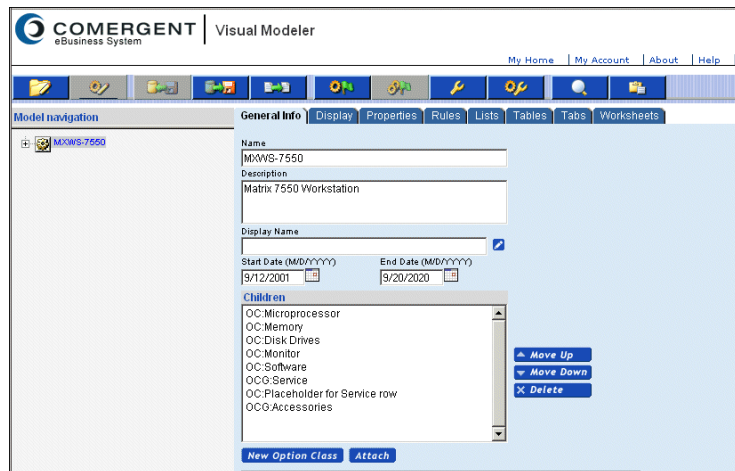 COMERGENT
eBusiness System
Visual Modeler
My Home | My Account | About | Help |
Model navigation
General Info Display Properties Rules Lists Tables Tabs Worksheets
MXWS-7550
Name
MXWS-7550
Description
Matrix 7550 Workstation
Display Name
Start Date (M/D/YYYY) End Date (M/D/YYYY)
9/12/2001 9/20/2020
Children
OC:Microprocessor
OC:Memory
OC:Disk Drives
OC:Monitor
OC:Software
OCG:Service
OC:Placeholder for Service row
OCG:Accessories
Move Up
Move Down
Delete
New Option Class Attach